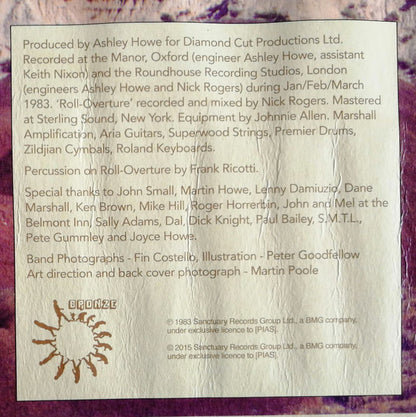 Produced by Ashley Howe for Diamond Cut Productions Ltd.
Recorded at the Manor, Oxford (engineer Ashley Howe, assistant
Keith Nixon) and the Roundhouse Recording Studios, London
(engineers Ashley Howe and Nick Rogers) during Jan/Feb/March
1983. ‘Roll-Overture’ recorded and mixed by Nick Rogers. Mastered
at Sterling Sound, New York. Equipment by Johnnie Allen. Marshall
Amplification, Aria Guitars, Superwood Strings, Premier Drums,
Zildjian Cymbals, Roland Keyboards.
Percussion on Roll-Overture by Frank Ricotti.
Special thanks to John Small, Martin Howe, Lenny Damiuzio, Dane
Marshall, Ken Brown, Mike Hill, Roger Horrerbin, John and Mel at the
Belmont Inn, Sally Adams, Dal, Dick Knight, Paul Bailey, S.M.T.L.,
Pete Gummley and Joyce Howe.
Band Photographs - Fin Costello, Illustration - Peter Goodfellow
Art direction and back cover photograph - Martin Poole
BRONZE
℗ 1983 Sanctuary Records Group Ltd., a BMG company,
under exclusive licence to [PIAS].
© 2015 Sanctuary Records Group Ltd., a BMG company,
under exclusive licence to [PIAS].